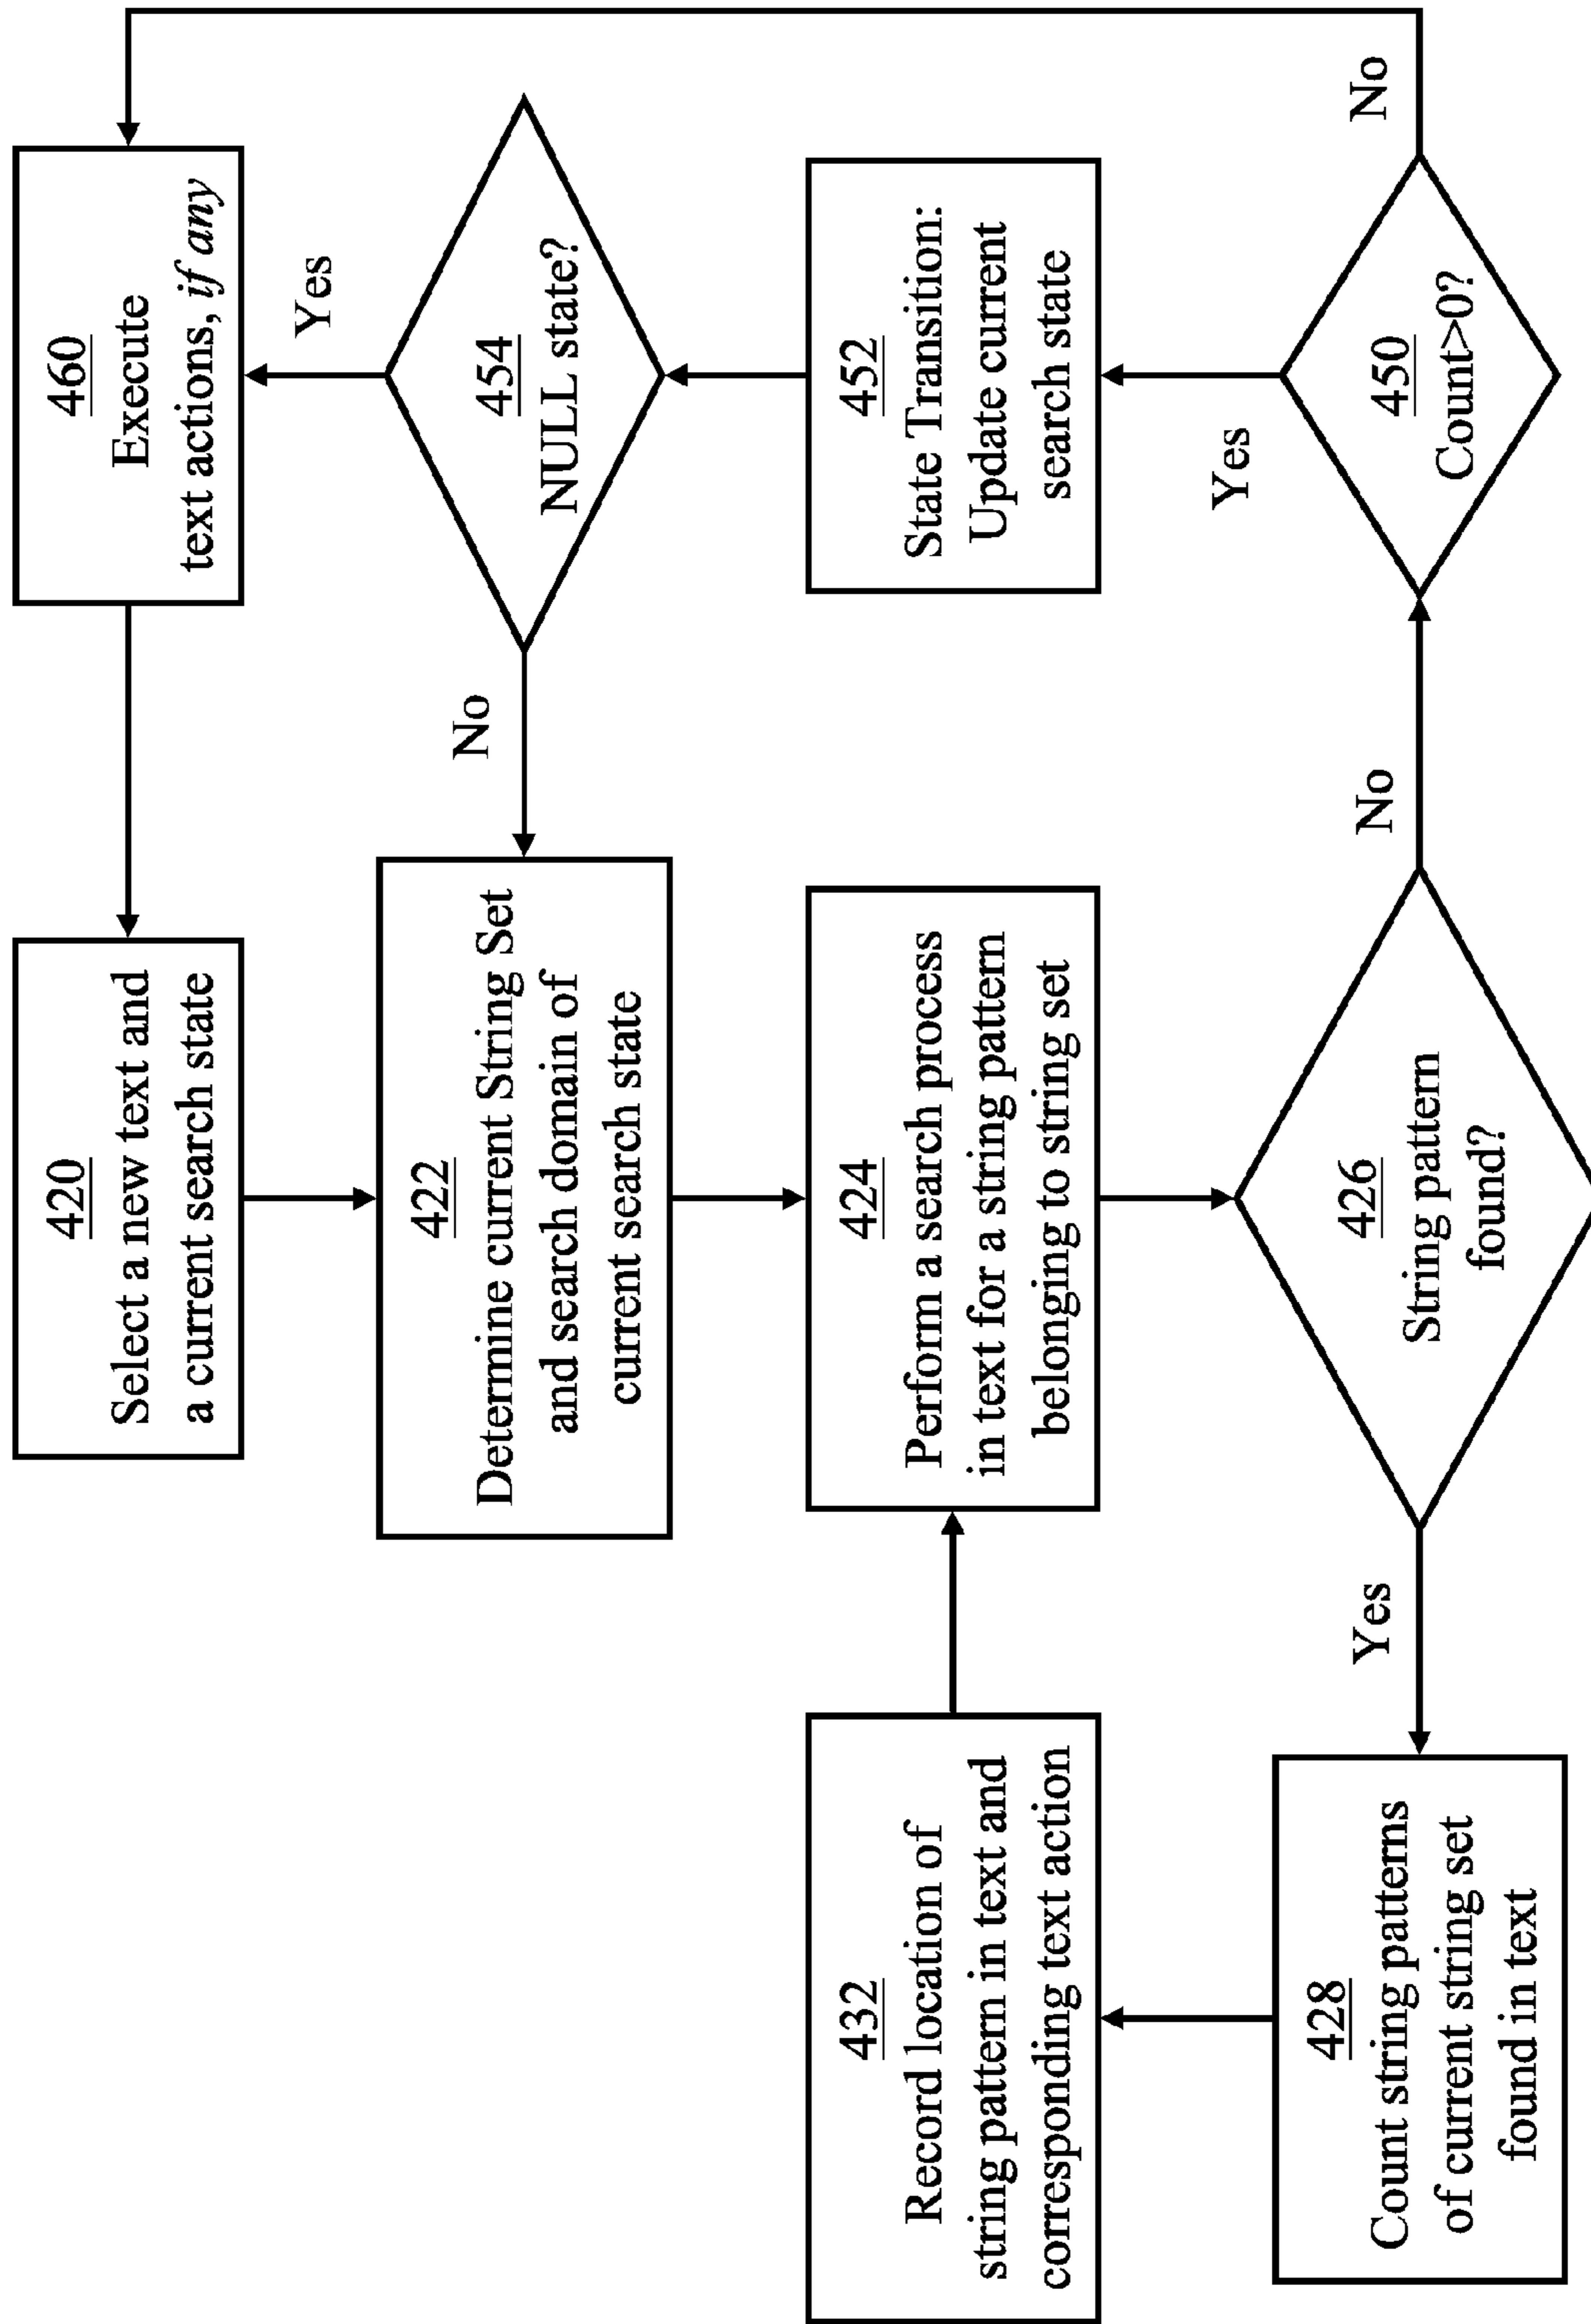 420
Select a new text and
a current search state
422
Determine current String Set
and search domain of
current search state
424
Perform a search process
in text for a string pattern
belonging to string set
426
String pattern
found?
Yes
428
Count string patterns
of current string set
found in text
432
Record location of
string pattern in text and
corresponding text action
No
450
Count>0?
Yes
452
State Transition:
Update current
search state
454
NULL state?
No
Yes
460
Execute
text actions, if any
No